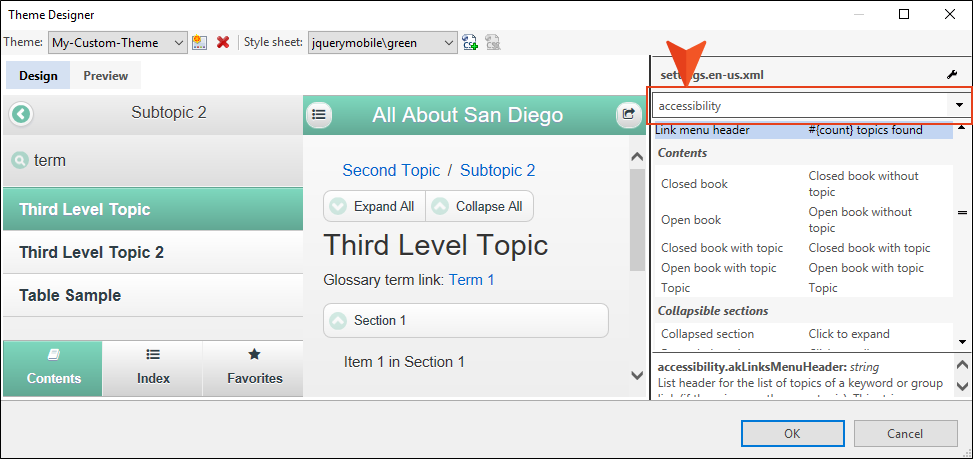 Theme Designer
Theme: My-Custom-Theme Style sheet: jquerymobile\green
Design Preview
Subtopic 2
term
Third Level Topic
Third Level Topic 2
Table Sample
Contents Index Favorites
All About San Diego
Second Topic / Subtopic 2
Expand All Collapse All
Third Level Topic
Glossary term link: Term 1
Section 1
Item 1 in Section 1
settings.en-us.xml
accessibility
Link menu header #{count} topics found
Contents
Closed book Closed book without
topic
Open book Open book without
topic
Closed book with topic Closed book with topic
Open book with topic Open book with topic
Topic Topic
Collapsible sections
Collapsed section Click to expand
accessibility.akLinksMenuHeader: string
List header for the list of topics of a keyword or group
OK Cancel